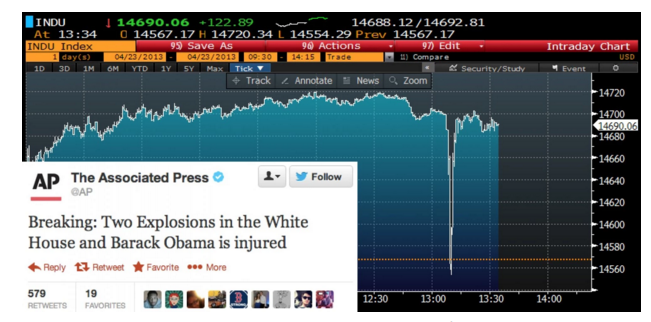 INDU ↓ 14690.06 +122.89 14688.12/14692.81
At 13:34 O 14567.17 H 14720.34 L 14554.29 Prev 14567.17
INDU Index 95) Save As 96) Actions 97) Edit Intraday Chart
1 day(s) 04/23/2013 - 04/23/2013 09:30 - 14:15 Trade 11) Compare USD
1D 3D 1M 6M YTD 1Y 5Y Max Tick ▼ « Security/Study Event
Track Annotate News Zoom
14720
14700
14690.06
14680
14660
14640
14620
14600
14580
14560
AP The Associated Press Follow
@AP
Breaking: Two Explosions in the White
House and Barack Obama is injured
Reply Retweet Favorite More
579 19
RETWEETS FAVORITES
12:30 13:00 13:30 14:00